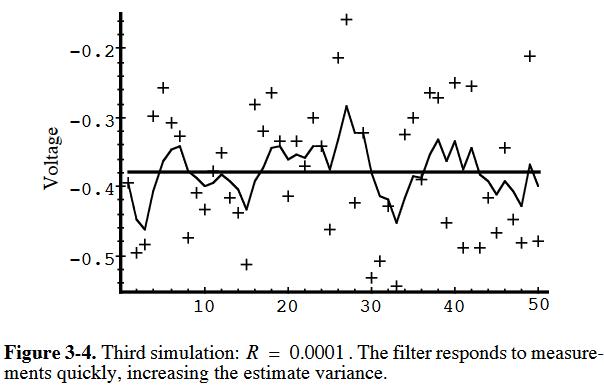 -0.2
-0.3
Voltage
-0.4
-0.5
10 20 30 40 50
Figure 3-4. Third simulation: R = 0.0001 . The filter responds to measure-
ments quickly, increasing the estimate variance.